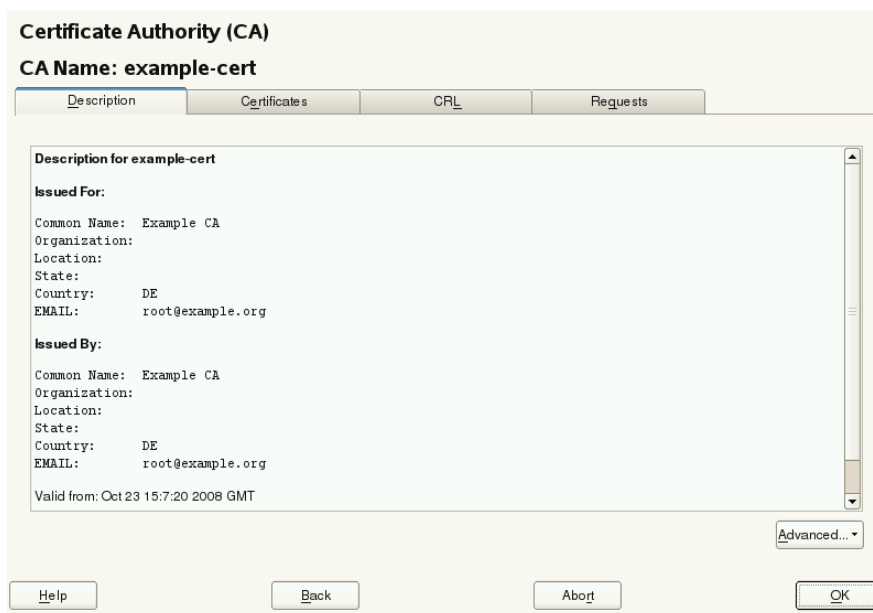 Certificate Authority (CA)
CA Name: example-cert
Description Certificates CRL Requests
Description for example-cert
Issued For:
Common Name: Example CA
Organization:
Location:
State:
Country: DE
EMAIL: root@example.org
Issued By:
Common Name: Example CA
Organization:
Location:
State:
Country: DE
EMAIL: root@example.org
Valid from: Oct 23 15:7:20 2008 GMT
Advanced...
Help Back Abort OK